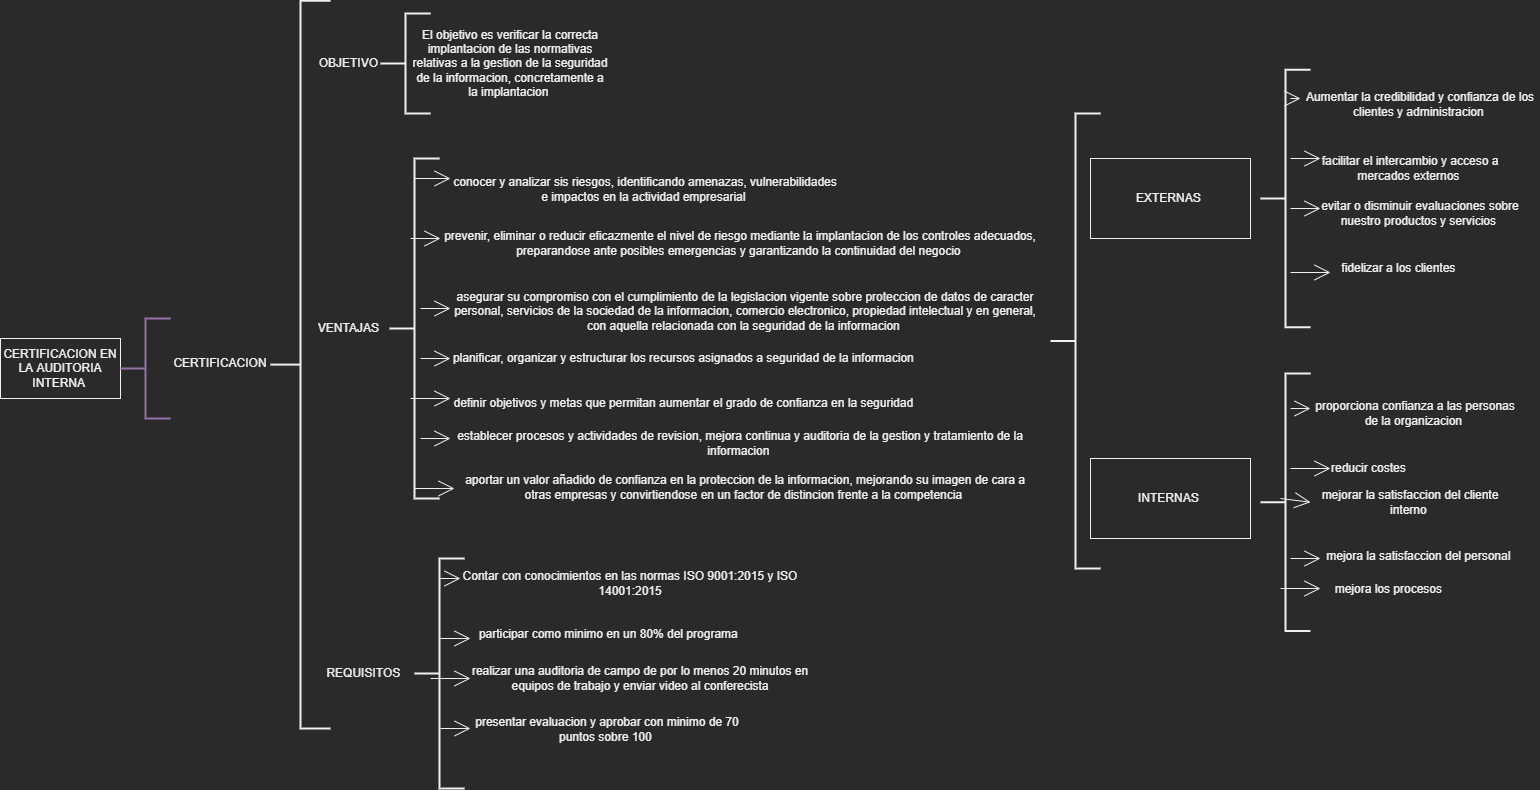 CERTIFICACION EN
LA AUDITORIA
INTERNA
CERTIFICACION
OBJETIVO
El objetivo es verificar la correcta
implantacion de las normativas
relativas a la gestion de la seguridad
de la informacion, concretamente a
la implantacion
VENTAJAS
conocer y analizar sis riesgos, identificando amenazas, vulnerabilidades
e impactos en la actividad empresarial
prevenir, eliminar o reducir eficazmente el nivel de riesgo mediante la implantacion de los controles adecuados,
preparandose ante posibles emergencias y garantizando la continuidad del negocio
asegurar su compromiso con el cumplimiento de la legislacion vigente sobre proteccion de datos de caracter
personal, servicios de la sociedad de la informacion, comercio electronico, propiedad intelectual y en general,
con aquella relacionada con la seguridad de la informacion
planificar, organizar y estructurar los recursos asignados a seguridad de la informacion
definir objetivos y metas que permitan aumentar el grado de confianza en la seguridad
establecer procesos y actividades de revision, mejora continua y auditoria de la gestion y tratamiento de la
informacion
aportar un valor añadido de confianza en la proteccion de la informacion, mejorando su imagen de cara a
otras empresas y convirtiendose en un factor de distincion frente a la competencia
EXTERNAS
Aumentar la credibilidad y confianza de los
clientes y administracion
facilitar el intercambio y acceso a
mercados externos
evitar o disminuir evaluaciones sobre
nuestro productos y servicios
fidelizar a los clientes
INTERNAS
proporciona confianza a las personas
de la organizacion
reducir costes
mejorar la satisfaccion del cliente
interno
mejora la satisfaccion del personal
mejora los procesos
REQUISITOS
Contar con conocimientos en las normas ISO 9001:2015 y ISO
14001:2015
participar como minimo en un 80% del programa
realizar una auditoria de campo de por lo menos 20 minutos en
equipos de trabajo y enviar video al conferecista
presentar evaluacion y aprobar con minimo de 70
puntos sobre 100